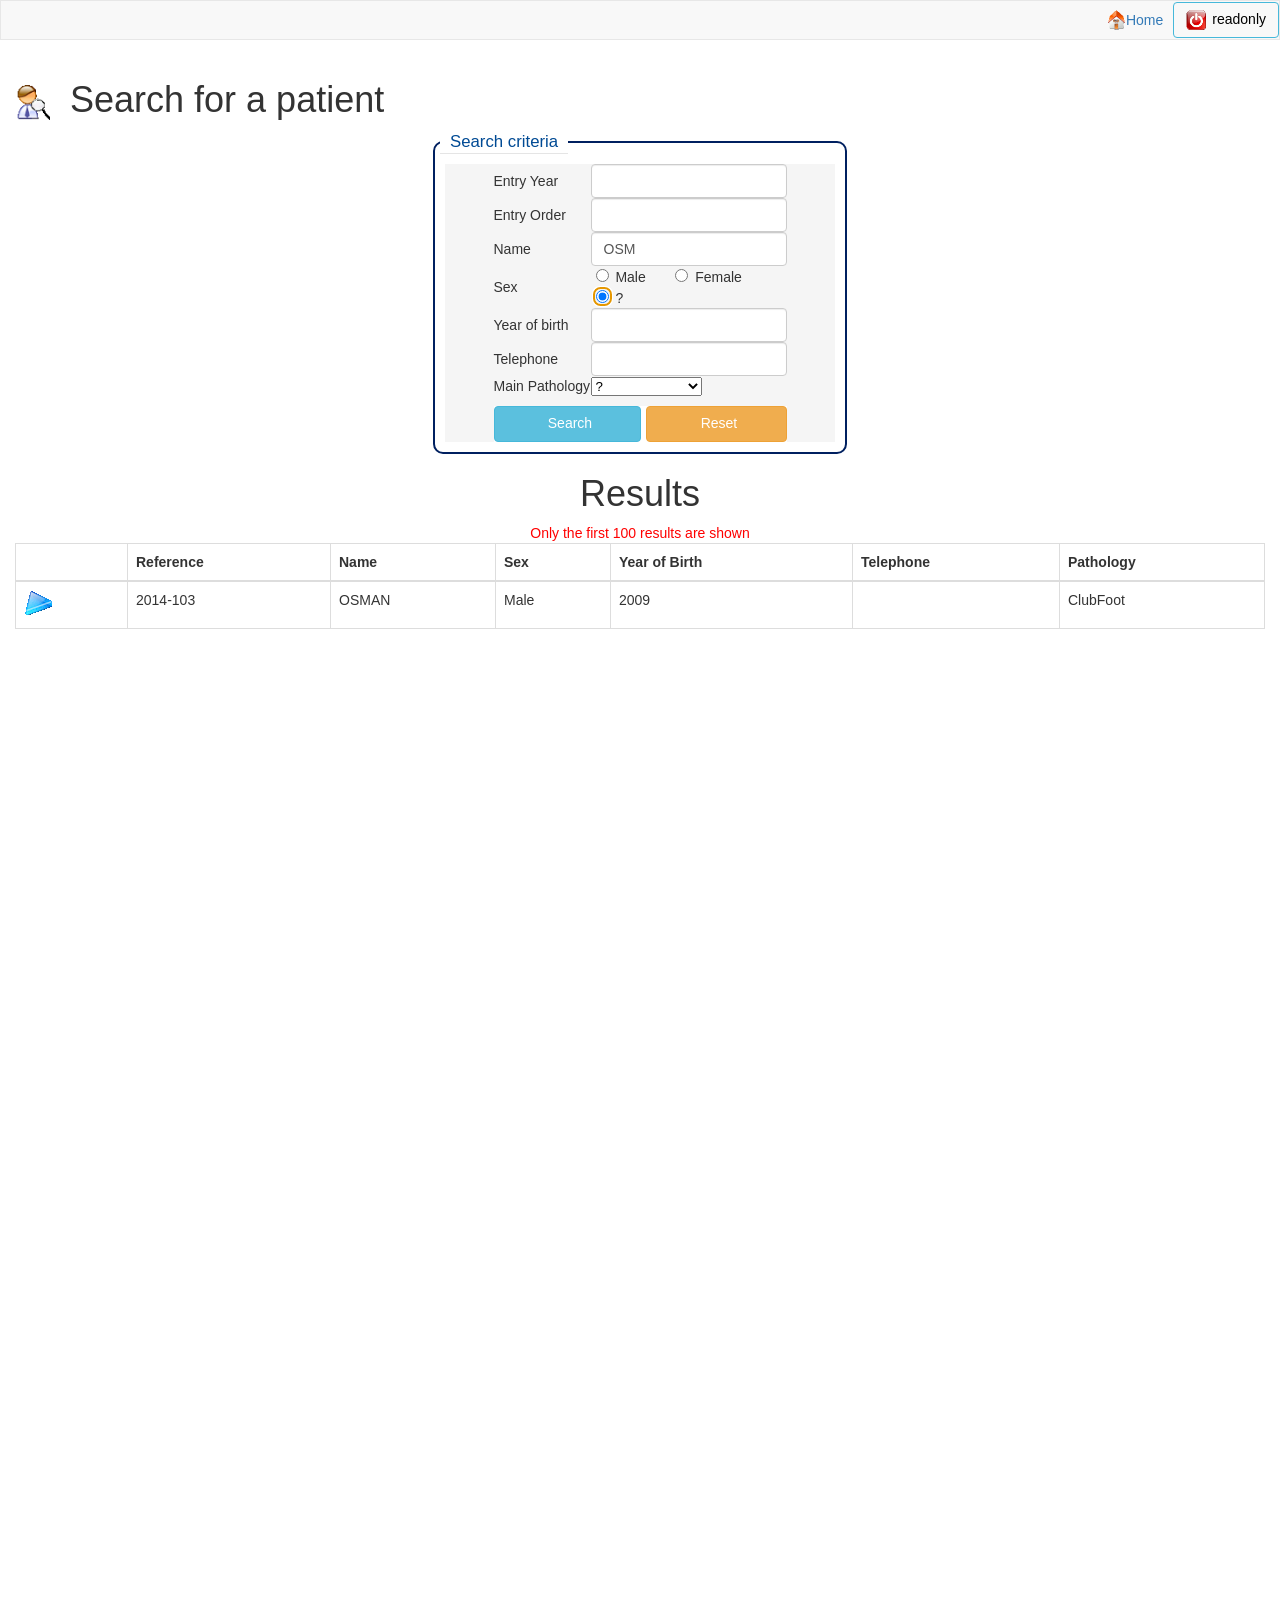 Home readonly
Search for a patient
Search criteria
Entry Year
Entry Order
Name OSM
Sex Male Female
?
Year of birth
Telephone
Main Pathology ?
Search Reset
Results
Only the first 100 results are shown
Reference Name Sex Year of Birth Telephone Pathology
2014-103 OSMAN Male 2009 ClubFoot